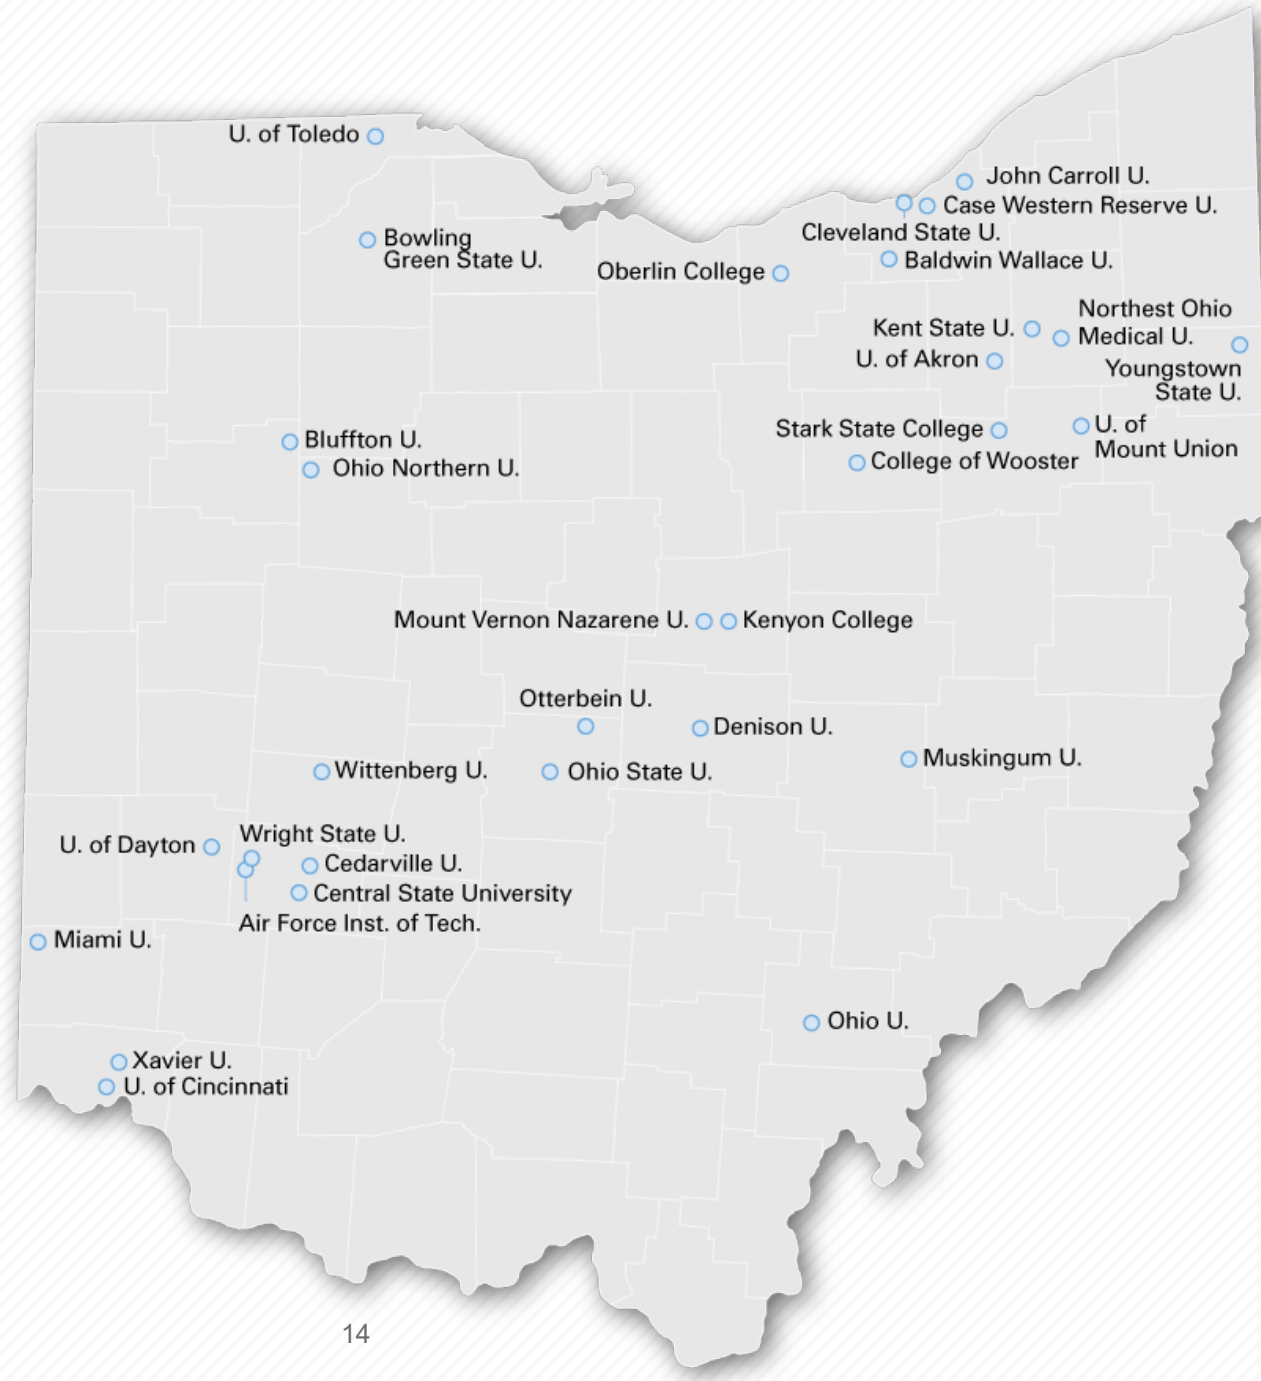 U. of Toledo
John Carroll U.
Case Western Reserve U.
Cleveland State U.
Bowling
Green State U.
Baldwin Wallace U.
Oberlin College
Northest Ohio
Medical U.
Kent State U.
U. of Akron
Youngstown
State U.
Stark State College
U. of
Mount Union
Bluffton U.
College of Wooster
Ohio Northern U.
Mount Vernon Nazarene U.
Kenyon College
Otterbein U.
Denison U.
Muskingum U.
Wittenberg U.
Ohio State U.
Wright State U.
U. of Dayton
Cedarville U.
Central State University
Air Force Inst. of Tech.
Miami U.
Ohio U.
Xavier U.
U. of Cincinnati
14